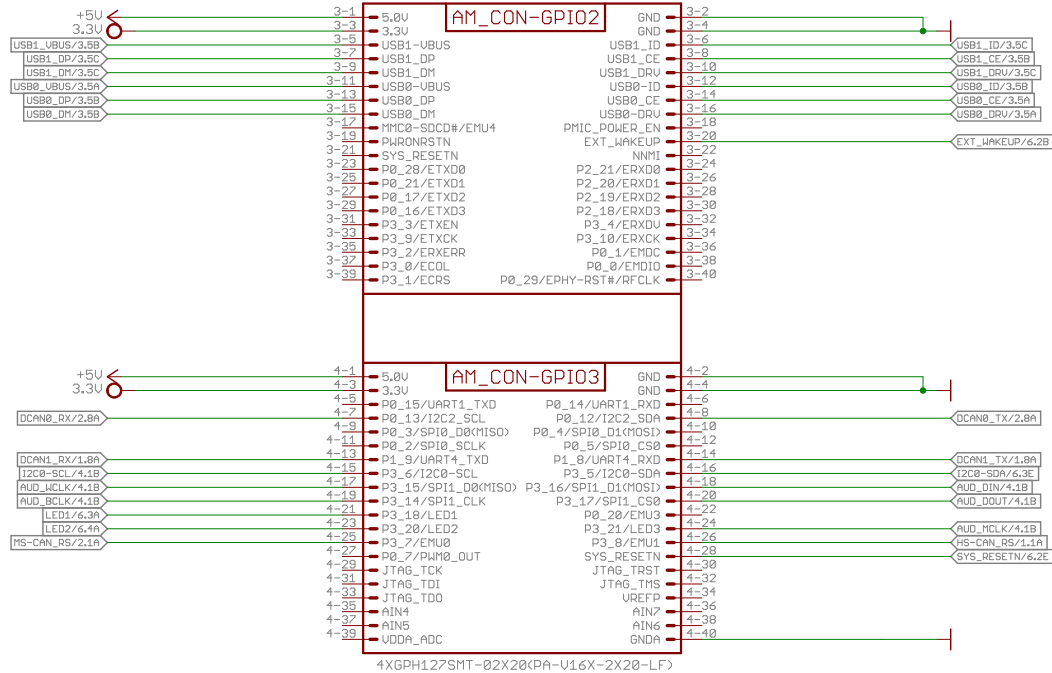 AM_CON-GPIO2
+5V 3-1 5.0V GND 3-2
3.3V 3-3 3.3V GND 3-4
USB1_VBUS/3.5B 3-5 USB1-VBUS USB1_ID 3-6 USB1_ID/3.5C
USB1_DP/3.5C 3-7 USB1_DP USB1_CE 3-8 USB1_CE/3.5B
USB1_DM/3.5C 3-9 USB1_DM USB1_DRV 3-10 USB1_DRV/3.5C
USB0_VBUS/3.5A 3-11 USB0-VBUS USB0-ID 3-12 USB0_ID/3.5B
USB0_DP/3.5B 3-13 USB0_DP USB0_CE 3-14 USB0_CE/3.5A
USB0_DM/3.5B 3-15 USB0_DM USB0-DRV 3-16 USB0_DRV/3.5A
3-17 MMC0-SDCD#/EMU4 PMIC_POWER_EN 3-18
3-19 PWRONRSTN EXT_WAKEUP 3-20 EXT_WAKEUP/6.2B
3-21 SYS_RESETN NNMI 3-22
3-23 P0_28/ETXD0 P2_21/ERXD0 3-24
3-25 P0_21/ETXD1 P2_20/ERXD1 3-26
3-27 P0_17/ETXD2 P2_19/ERXD2 3-28
3-29 P0_16/ETXD3 P2_18/ERXD3 3-30
3-31 P3_3/ETXEN P3_4/ERXDV 3-32
3-33 P3_9/ETXCK P3_10/ERXCK 3-34
3-35 P3_2/ERXERR P0_1/EMDC 3-36
3-37 P3_0/ECOL P0_0/EMDIO 3-38
3-39 P3_1/ECRS P0_29/EPHY-RST#/RFCLK 3-40
AM_CON-GPIO3
+5V 4-1 5.0V GND 4-2
3.3V 4-3 3.3V GND 4-4
4-5 P0_15/UART1_TXD P0_14/UART1_RXD 4-6
DCAN0_RX/2.8A 4-7 P0_13/I2C2_SCL P0_12/I2C2_SDA 4-8 DCAN0_TX/2.8A
4-9 P0_3/SPI0_D0(MISO) P0_4/SPI0_D1(MOSI) 4-10
4-11 P0_2/SPI0_SCLK P0_5/SPI0_CS0 4-12
DCAN1_RX/1.8A 4-13 P1_9/UART4_TXD P1_8/UART4_RXD 4-14 DCAN1_TX/1.8A
I2C0-SCL/4.1B 4-15 P3_6/I2C0-SCL P3_5/I2C0-SDA 4-16 I2C0-SDA/6.3E
AUD_WCLK/4.1B 4-17 P3_15/SPI1_D0(MISO) P3_16/SPI1_D1(MOSI) 4-18 AUD_DIN/4.1B
AUD_BCLK/4.1B 4-19 P3_14/SPI1_CLK P3_17/SPI1_CS0 4-20 AUD_DOUT/4.1B
LED1/6.3A 4-21 P3_18/LED1 P0_20/EMU3 4-22
LED2/6.4A 4-23 P3_20/LED2 P3_21/LED3 4-24 AUD_MCLK/4.1B
MS-CAN_RS/2.1A 4-25 P3_7/EMU0 P3_8/EMU1 4-26 HS-CAN_RS/1.1A
4-27 P0_7/PWM0_OUT SYS_RESETN 4-28 SYS_RESETN/6.2E
4-29 JTAG_TCK JTAG_TRST 4-30
4-31 JTAG_TDI JTAG_TMS 4-32
4-33 JTAG_TDO VREFP 4-34
4-35 AIN4 AIN7 4-36
4-37 AIN5 AIN6 4-38
4-39 VDDA_ADC GNDA 4-40
4XGPH127SMT-02X20(PA-V16X-2X20-LF)